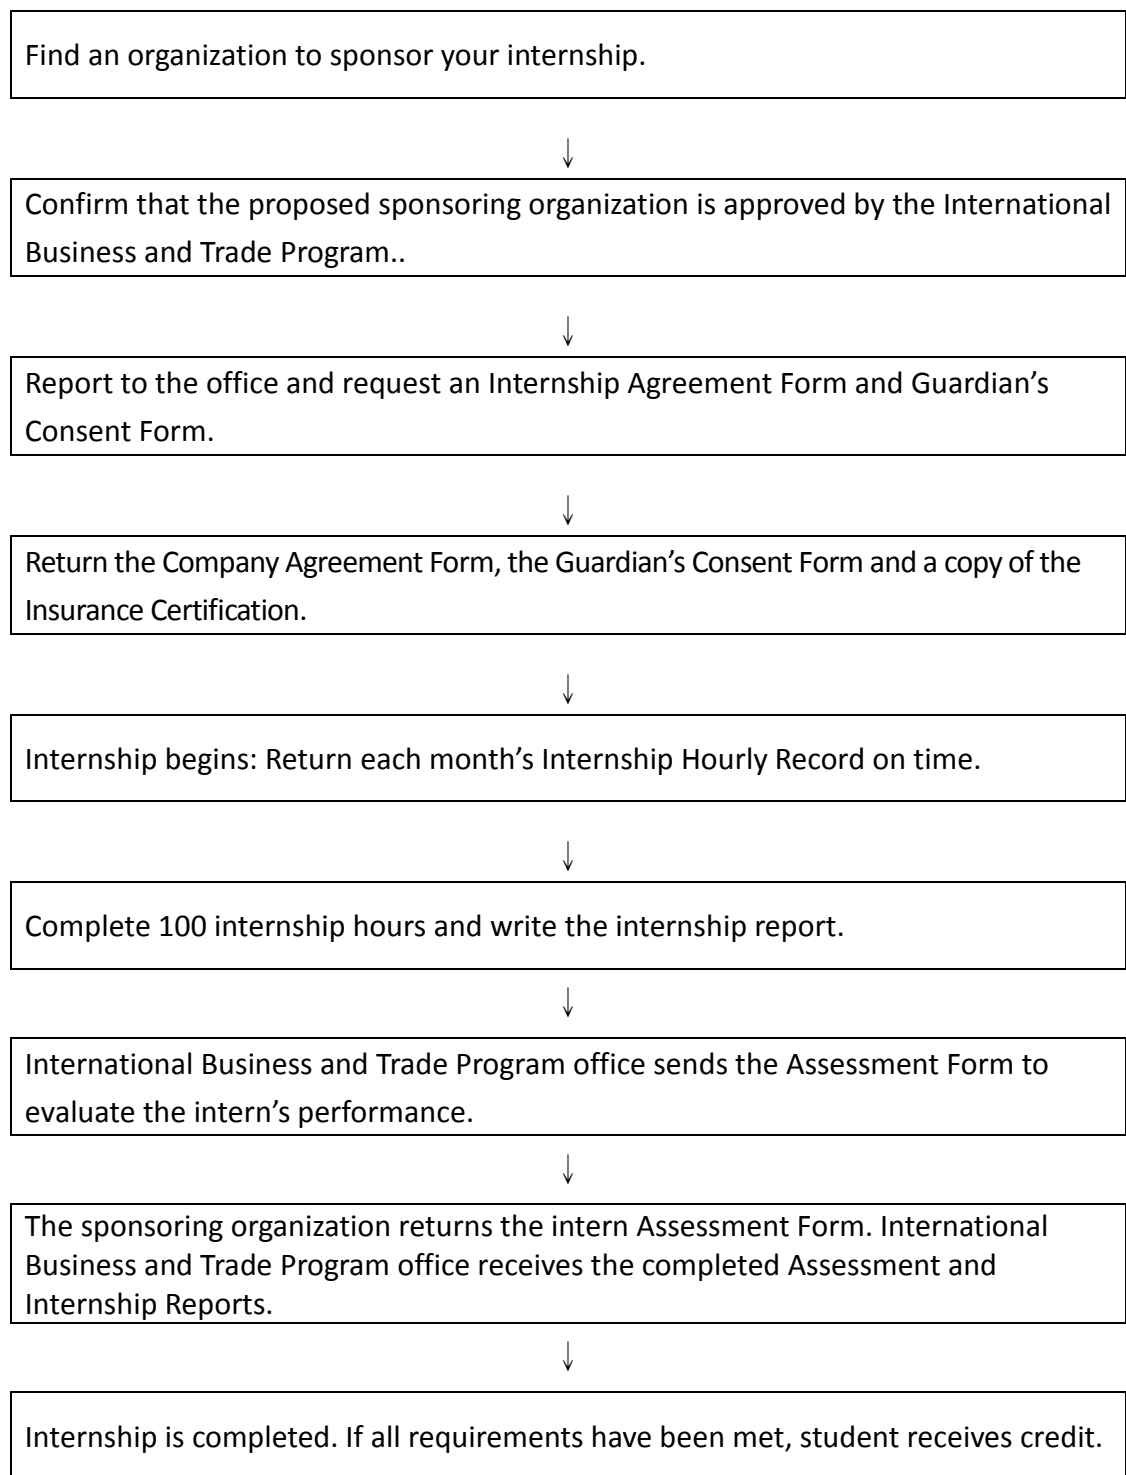 Find an organization to sponsor your internship.
↓
Confirm that the proposed sponsoring organization is approved by the International
Business and Trade Program..
↓
Report to the office and request an Internship Agreement Form and Guardian’s
Consent Form.
↓
Return the Company Agreement Form, the Guardian’s Consent Form and a copy of the
Insurance Certification.
↓
Internship begins: Return each month’s Internship Hourly Record on time.
↓
Complete 100 internship hours and write the internship report.
↓
International Business and Trade Program office sends the Assessment Form to
evaluate the intern’s performance.
↓
The sponsoring organization returns the intern Assessment Form. International
Business and Trade Program office receives the completed Assessment and
Internship Reports.
↓
Internship is completed. If all requirements have been met, student receives credit.